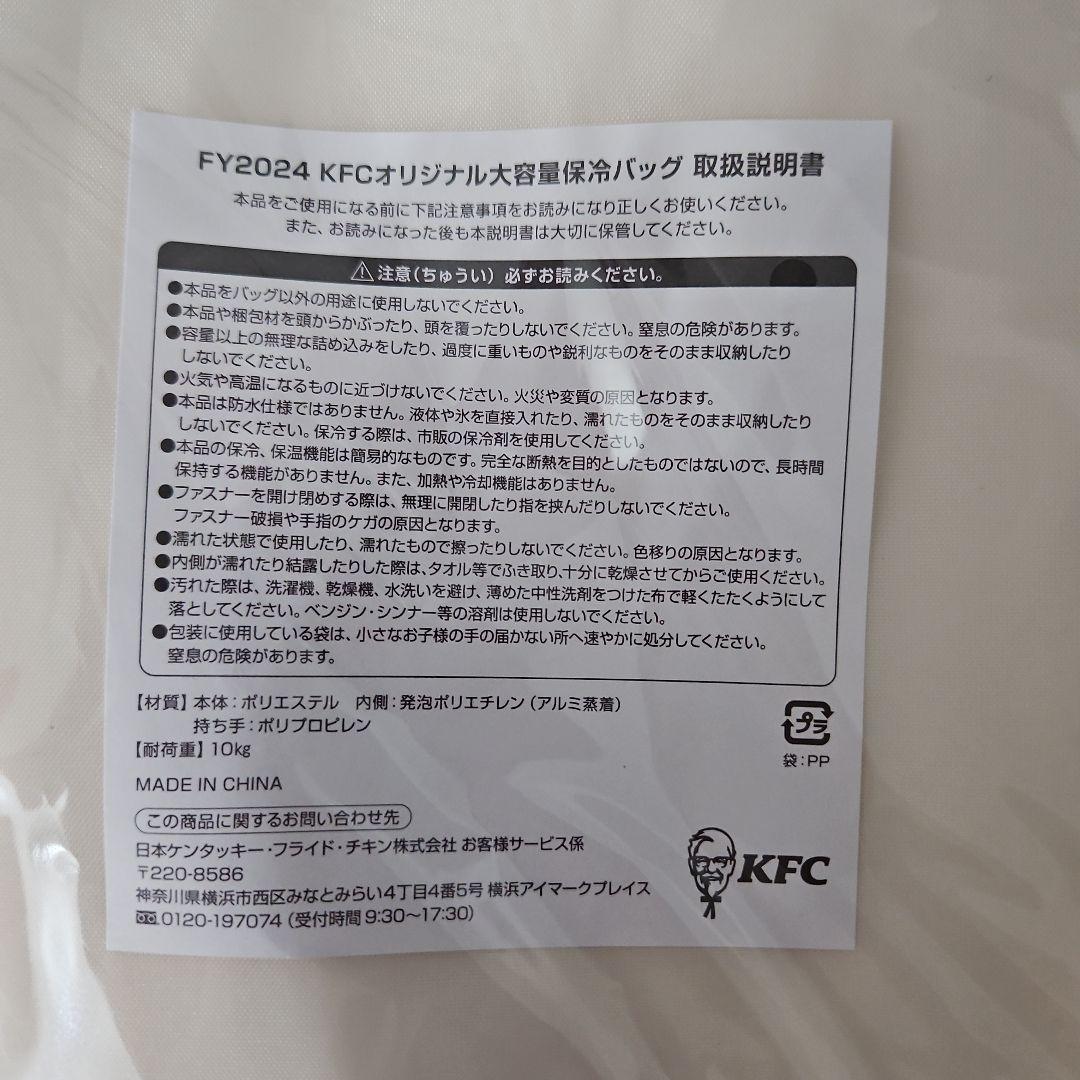 FY2024 KFCオリジナル大容量保冷バッグ 取扱説明書
本品をご使用になる前に下記注意事項をお読みになり正しくお使いください。
また、お読みになった後も本説明書は大切に保管してください。
⚠注意(ちゅうい) 必ずお読みください。
●本品をバッグ以外の用途に使用しないでください。
●本品や梱包材を頭からかぶったり、頭を覆ったりしないでください。窒息の危険があります。
●容量以上の無理な詰め込みをしたり、過度に重いものや鋭利なものをそのまま収納したり
しないでください。
●火気や高温になるものに近づけないでください。火災や変質の原因となります。
●本品は防水仕様ではありません。液体や氷を直接入れたり、濡れたものをそのまま収納したり
しないでください。保冷する際は、市販の保冷剤を使用してください。
●本品の保冷、保温機能は簡易的なものです。完全な断熱を目的としたものではないので、長時間
保持する機能がありません。また、加熱や冷却機能はありません。
●ファスナーを開け閉めする際は、無理に開閉したり指を挟んだりしないでください。
ファスナー破損や手指のケガの原因となります。
●濡れた状態で使用したり、濡れたもので擦ったりしないでください。色移りの原因となります。
●内側が濡れたり結露したりした際は、タオル等でふき取り、十分に乾燥させてからご使用ください。
●汚れた際は、洗濯機、乾燥機、水洗いを避け、薄めた中性洗剤をつけた布で軽くたたくようにして
落としてください。ベンジン・シンナー等の溶剤は使用しないでください。
●包装に使用している袋は、小さなお子様の手の届かない所へ速やかに処分してください。
窒息の危険があります。
【材質】本体:ポリエステル 内側:発泡ポリエチレン(アルミ蒸着)
持ち手:ポリプロピレン
【耐荷重】10kg
プラ
袋:PP
MADE IN CHINA
この商品に関するお問い合わせ先
日本ケンタッキー・フライド・チキン株式会社 お客様サービス係
〒220-8586
神奈川県横浜市西区みなとみらい4丁目4番5号 横浜アイマークプレイス
0120-197074(受付時間9:30〜17:30)
KFC